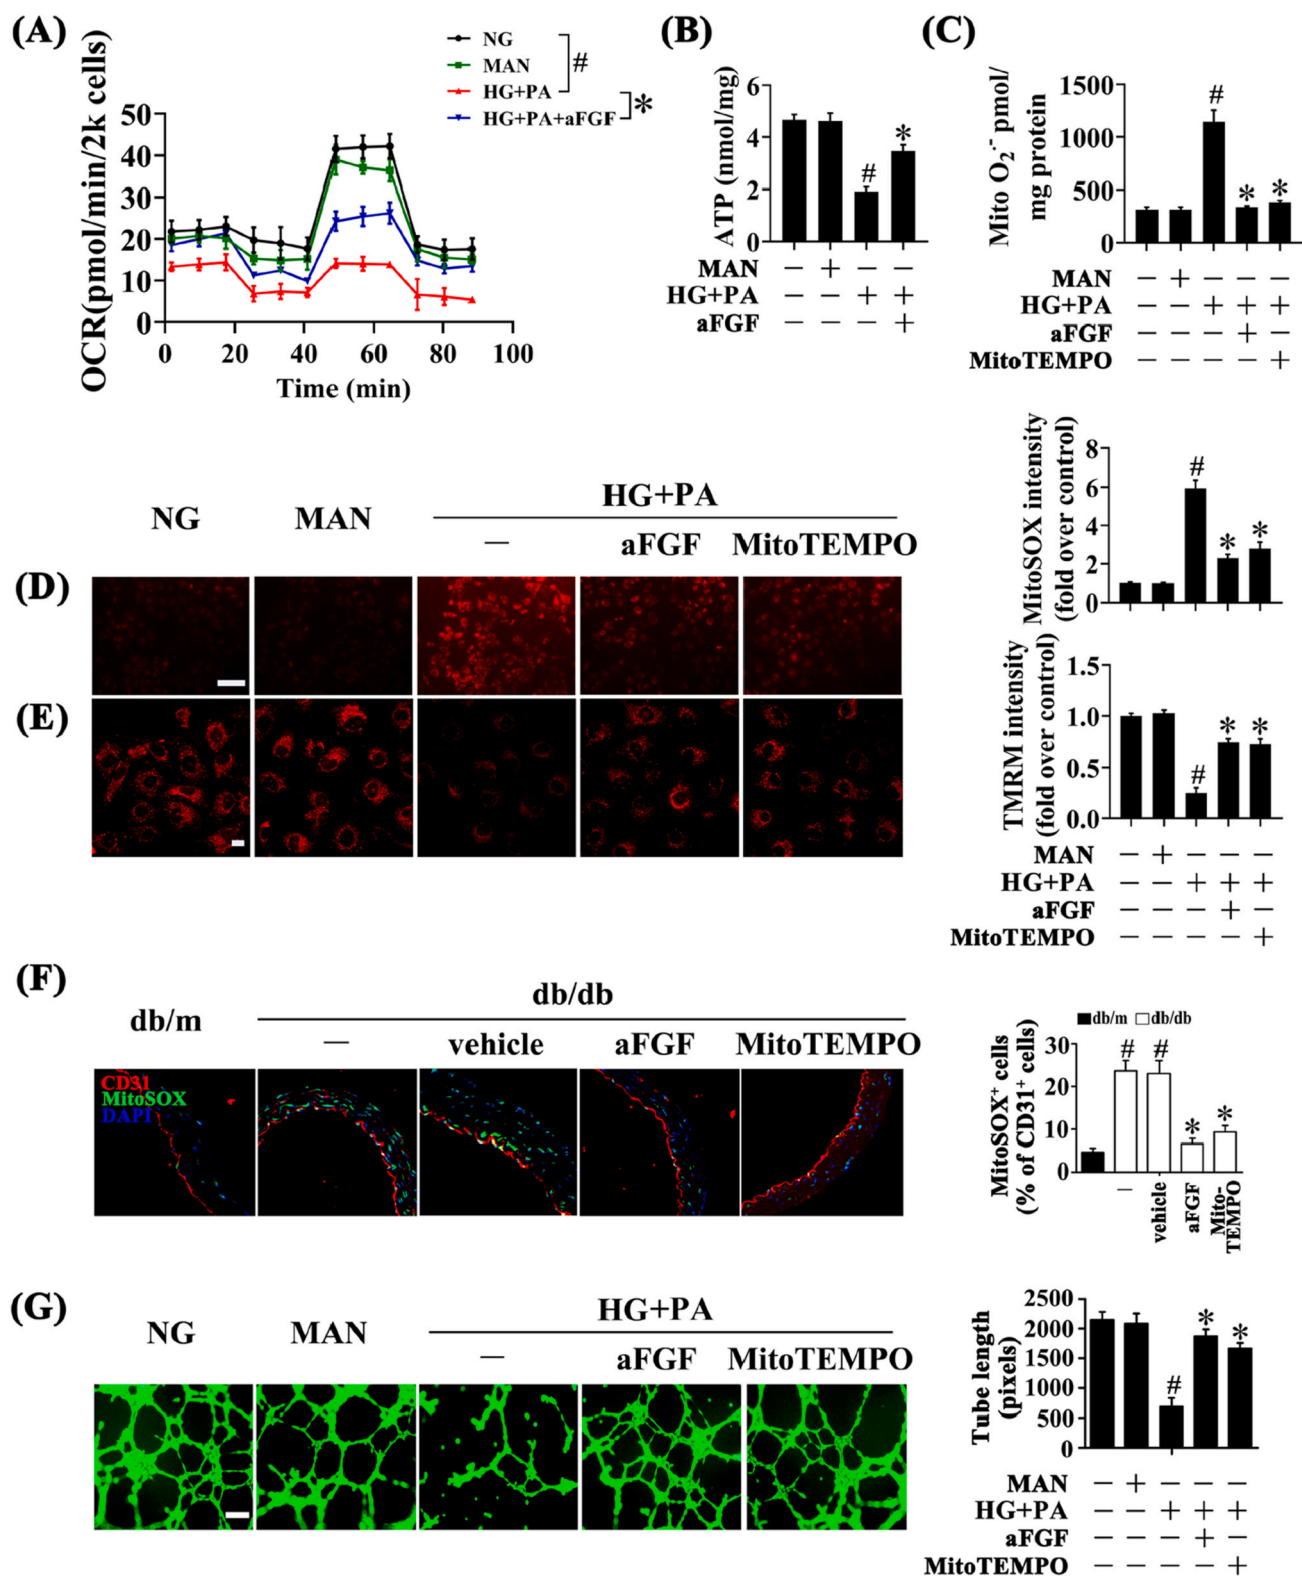 (A)
OCR(pmol/min/2k cells)
NG
MAN
HG+PA
HG+PA+aFGF
#
*
50
40
30
20
10
0
0 20 40 60 80 100
Time (min)
(B)
ATP (nmol/mg)
6
4
2
0
# *
MAN − + − −
HG+PA − − + +
aFGF − − − +
(C)
Mito O₂·⁻ pmol/
mg protein
1500
1000
500
0
# * *
MAN − + − − −
HG+PA − − + + +
aFGF − − − + −
MitoTEMPO − − − − +
HG+PA
NG MAN − aFGF MitoTEMPO
(D)
MitoSOX intensity
(fold over control)
8
6
4
2
0
# * *
(E)
TMRM intensity
(fold over control)
1.5
1.0
0.5
0.0
# * *
MAN − + − − −
HG+PA − − + + +
aFGF − − − + −
MitoTEMPO − − − − +
(F)
db/db
db/m − vehicle aFGF MitoTEMPO
CD31
MitoSOX
DAPI
MitoSOX⁺ cells
(% of CD31⁺ cells)
db/m db/db
30
20
10
0
# # * *
− vehicle aFGF Mito-
TEMPO
(G)
HG+PA
NG MAN − aFGF MitoTEMPO
Tube length
(pixels)
2500
2000
1500
1000
500
0
# * *
MAN − + − − −
HG+PA − − + + +
aFGF − − − + −
MitoTEMPO − − − − +